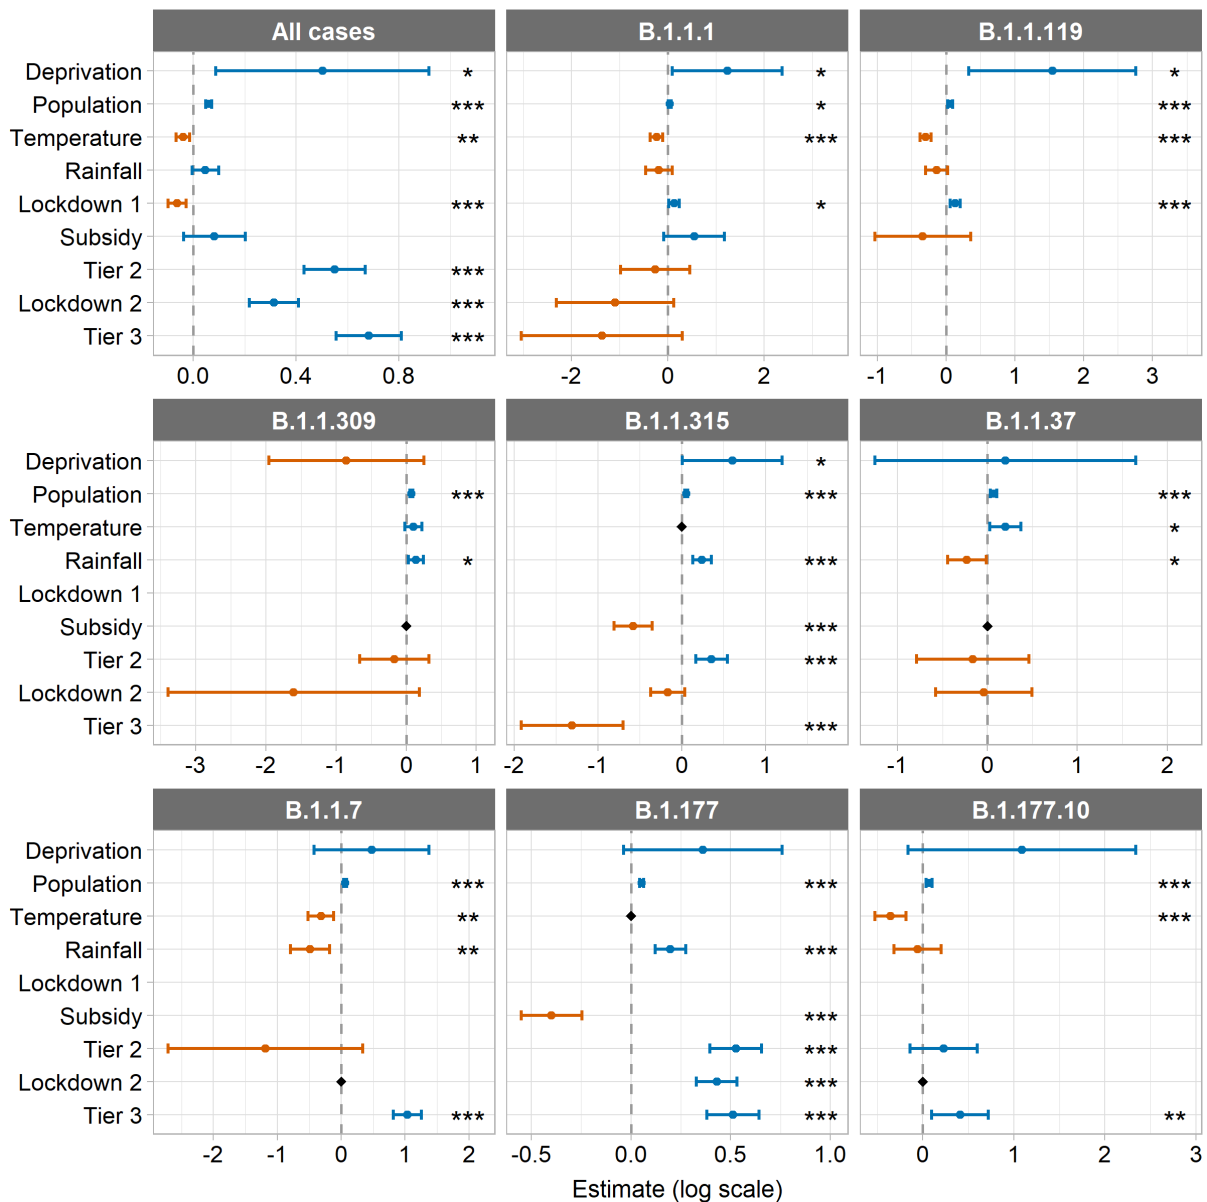 All cases B.1.1.1 B.1.1.119
Deprivation * * *
Population *** * ***
Temperature ** *** ***
Rainfall
Lockdown 1 *** * ***
Subsidy
Tier 2 ***
Lockdown 2 ***
Tier 3 ***
0.0 0.4 0.8 -2 0 2 -1 0 1 2 3
B.1.1.309 B.1.1.315 B.1.1.37
Deprivation *
Population *** *** ***
Temperature *
Rainfall * *** *
Lockdown 1
Subsidy ***
Tier 2 ***
Lockdown 2
Tier 3 ***
-3 -2 -1 0 1 -2 -1 0 1 -1 0 1 2
B.1.1.7 B.1.177 B.1.177.10
Deprivation
Population *** *** ***
Temperature ** ***
Rainfall ** ***
Lockdown 1
Subsidy ***
Tier 2 ***
Lockdown 2 ***
Tier 3 *** *** **
-2 -1 0 1 2 -0.5 0.0 0.5 1.0 0 1 2 3
Estimate (log scale)